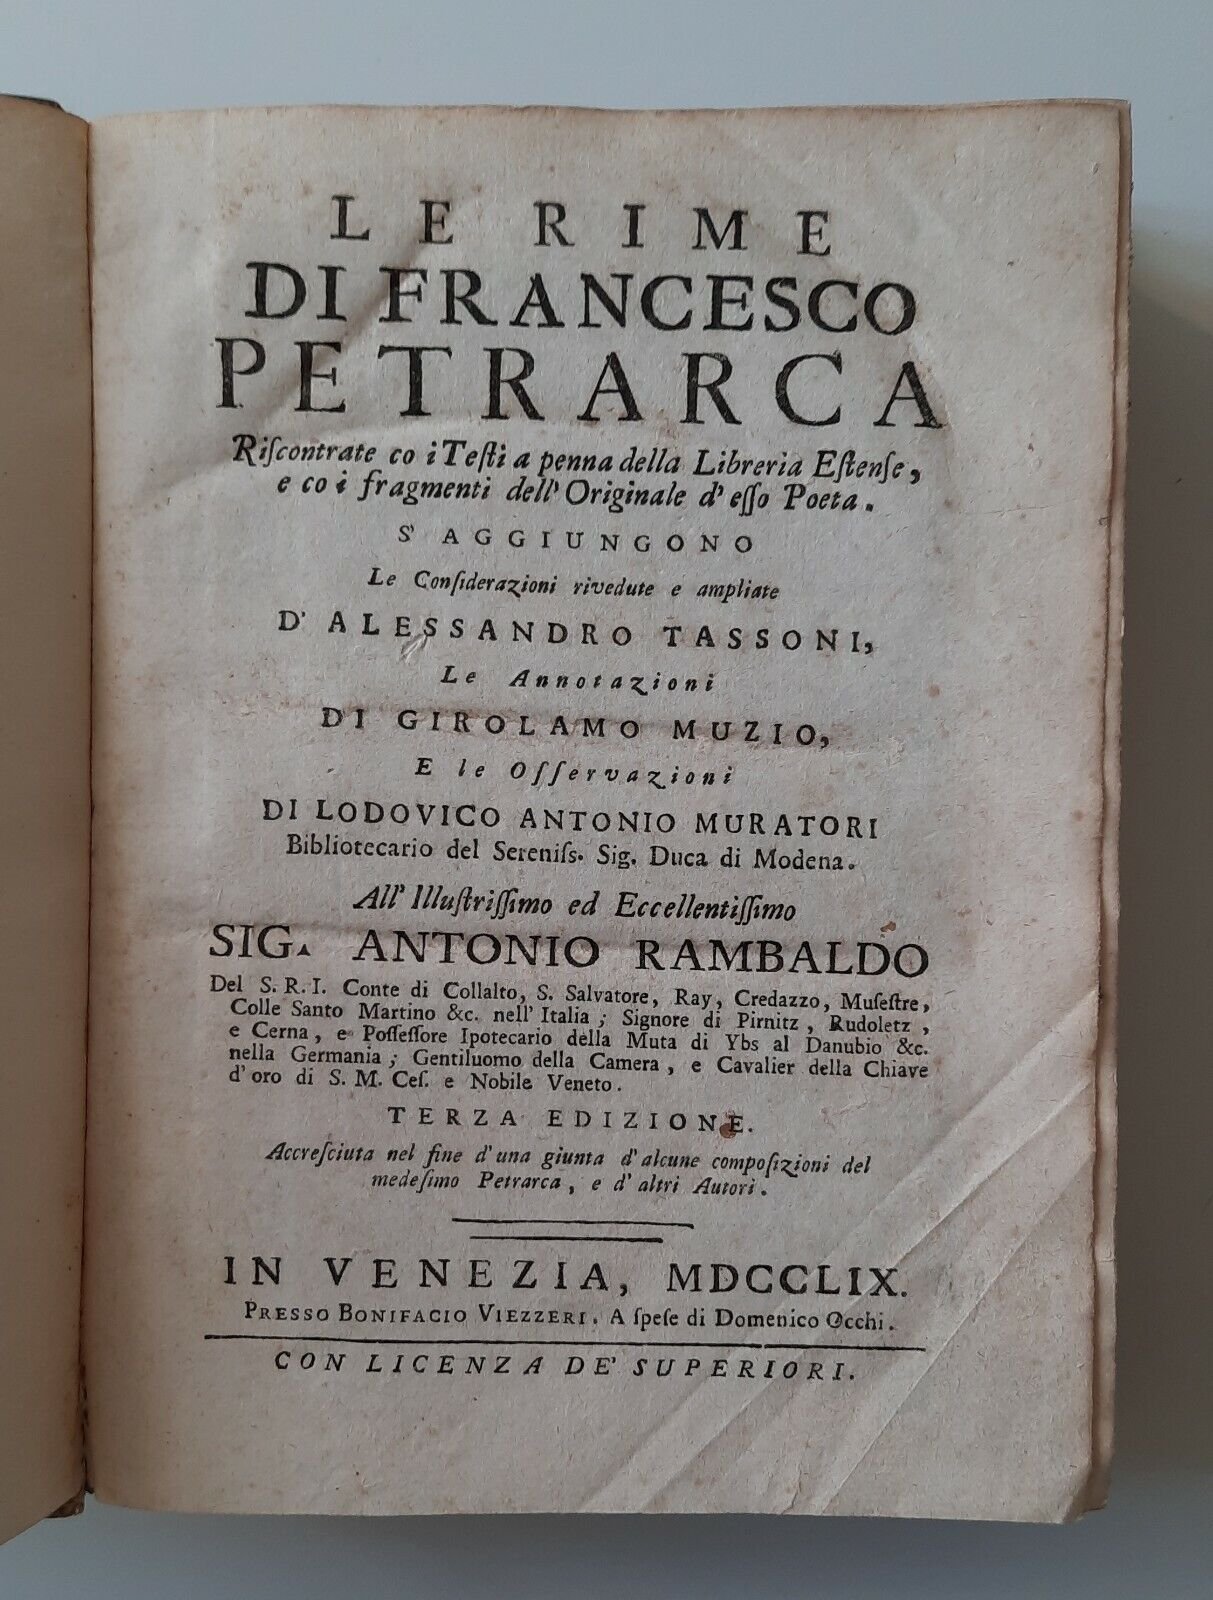 LE RIME
DI FRANCESCO
PETRARCA
Riſcontrate co i Teſti a penna della Libreria Eſtenſe,
e co i fragmenti dell' Originale d' eſſo Poeta.
S' AGGIUNGONO
Le Conſiderazioni rivedute e ampliate
D' ALESSANDRO TASSONI,
Le Annotazioni
DI GIROLAMO MUZIO,
E le Oſſervazioni
DI LODOVICO ANTONIO MURATORI
Bibliotecario del Sereniſs. Sig. Duca di Modena.
All' Illuſtriſſimo ed Eccellentiſſimo
SIG. ANTONIO RAMBALDO
Del S. R. I. Conte di Collalto, S. Salvatore, Ray, Credazzo, Muſeſtre,
Colle Santo Martino &c. nell' Italia; Signore di Pirnitz, Rudoletz,
e Cerna, e Poſſeſſore Ipotecario della Muta di Ybs al Danubio &c.
nella Germania; Gentiluomo della Camera, e Cavalier della Chiave
d'oro di S. M. Ceſ. e Nobile Veneto.
TERZA EDIZIONE.
Accreſciuta nel fine d'una giunta d'alcune compoſizioni del
medeſimo Petrarca, e d' altri Autori.
IN VENEZIA, MDCCLIX.
PRESSO BONIFACIO VIEZZERI. A ſpeſe di Domenico Occhi.
CON LICENZA DE' SUPERIORI.